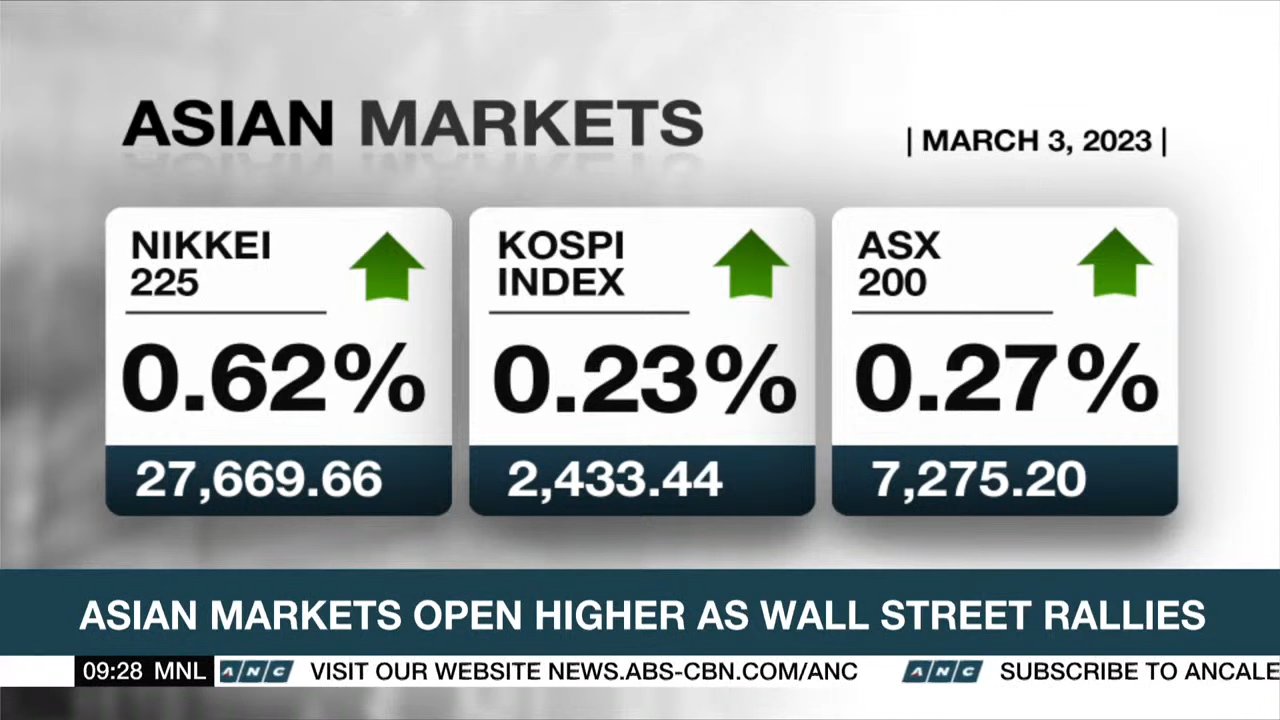 ASIAN MARKETS
| MARCH 3, 2023 |
NIKKEI
225
0.62%
27,669.66
KOSPI
INDEX
0.23%
2,433.44
ASX
200
0.27%
7,275.20
ASIAN MARKETS OPEN HIGHER AS WALL STREET RALLIES
09:28 MNL ANC VISIT OUR WEBSITE NEWS.ABS-CBN.COM/ANC ANC SUBSCRIBE TO ANCALE